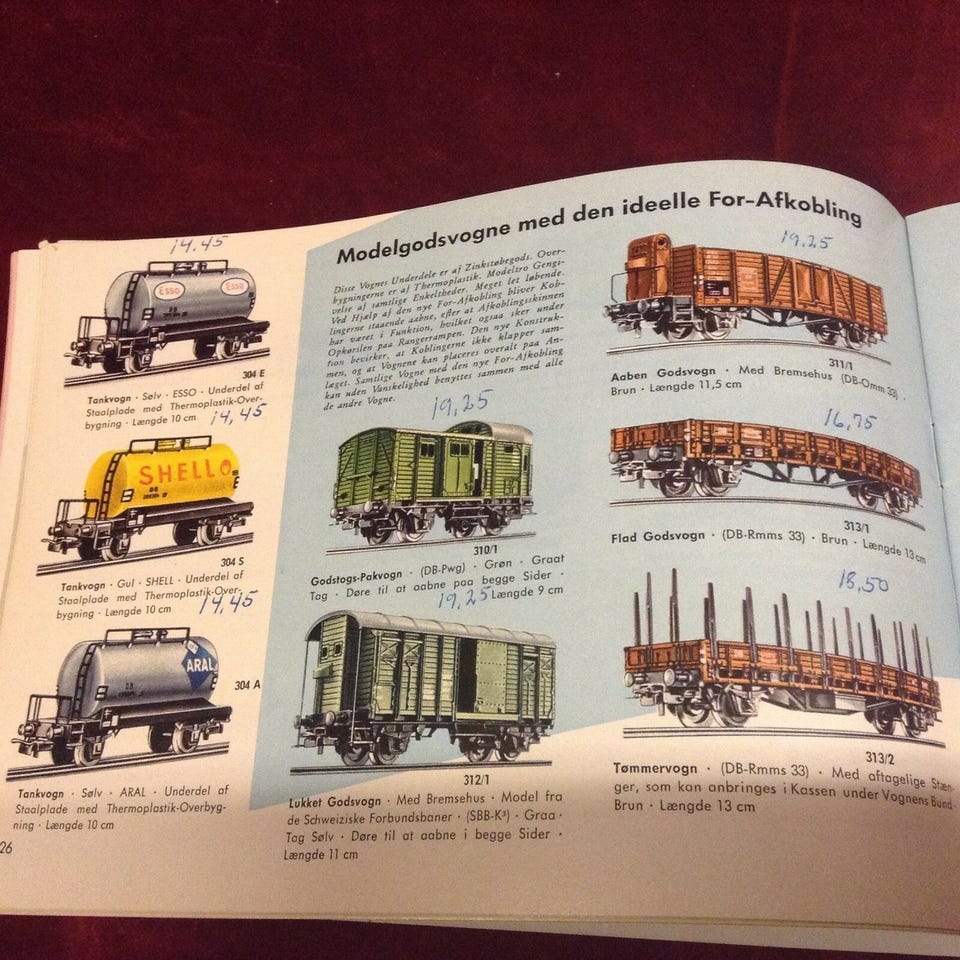 Modelgodsvogne med den ideelle For-Afkobling
14.45
ESSO
ESSO
304 E
Tankvogn · Sølv · ESSO · Underdel af
Staalplade med Thermoplastik-Over-
bygning · Længde 10 cm
14,45
SHELL
304 S
Tankvogn · Gul · SHELL · Underdel af
Staalplade med Thermoplastik-Over-
bygning · Længde 10 cm
14,45
ARAL
304 A
Tankvogn · Sølv · ARAL · Underdel af
Staalplade med Thermoplastik-Overbyg-
ning · Længde 10 cm
26
Disse Vognes Underdele er af Zinkstøbegods. Over-
bygningerne er af Thermoplastik. Modeltro Gengi-
velse af samtlige Enkeltheder. Meget let løbende.
Ved Hjælp af den nye For-Afkobling bliver Kob-
lingerne staaende aabne, efter at Afkoblingsskinnen
har været i Funktion, hvilket ogsaa sker under
Opkørslen paa Rangerrampen. Den nye Konstruk-
tion bevirker, at Koblingerne ikke klapper sam-
men, og at Vognene kan placeres overalt paa An-
læget. Samtlige Vogne med den nye For-Afkobling
kan uden Vanskelighed benyttes sammen med alle
de andre Vogne.
19,25
310/1
Godstogs-Pakvogn · (DB-Pwg) · Grøn · Graat
Tag · Døre til at aabne paa begge Sider ·
Længde 9 cm
19,25
312/1
Lukket Godsvogn · Med Bremsehus · Model fra
de Schweiziske Forbundsbaner · (SBB-K³) · Graa ·
Tag Sølv · Døre til at aabne i begge Sider ·
Længde 11 cm
19,25
311/1
Aaben Godsvogn · Med Bremsehus (DB-Omm 33) ·
Brun · Længde 11,5 cm
16,75
313/1
Flad Godsvogn · (DB-Rmms 33) · Brun · Længde 13 cm
18,50
313/2
Tømmervogn · (DB-Rmms 33) · Med aftagelige Stæn-
ger, som kan anbringes i Kassen under Vognens Bund ·
Brun · Længde 13 cm